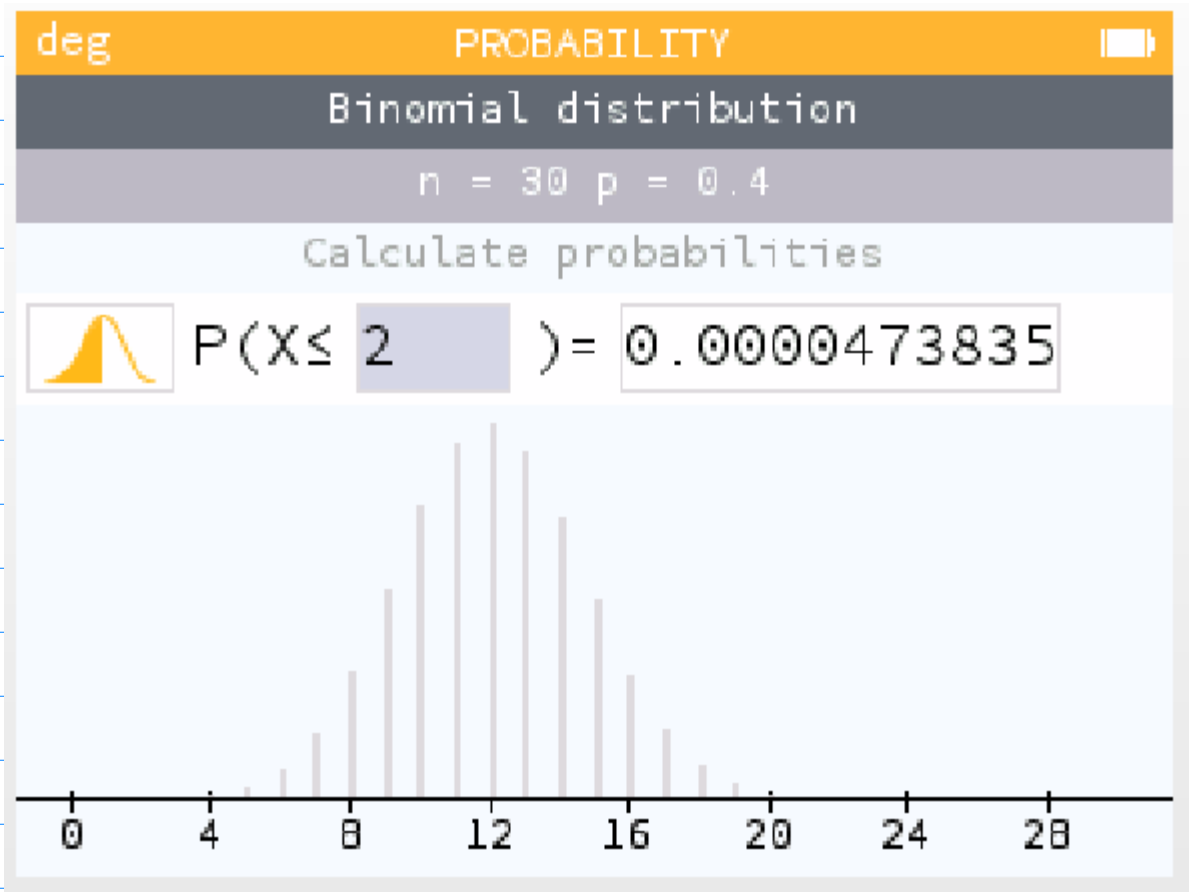 deg PROBABILITY
Binomial distribution
n = 30 p = 0.4
Calculate probabilities
P(X≤ 2 )= 0.0000473835
0 4 8 12 16 20 24 28